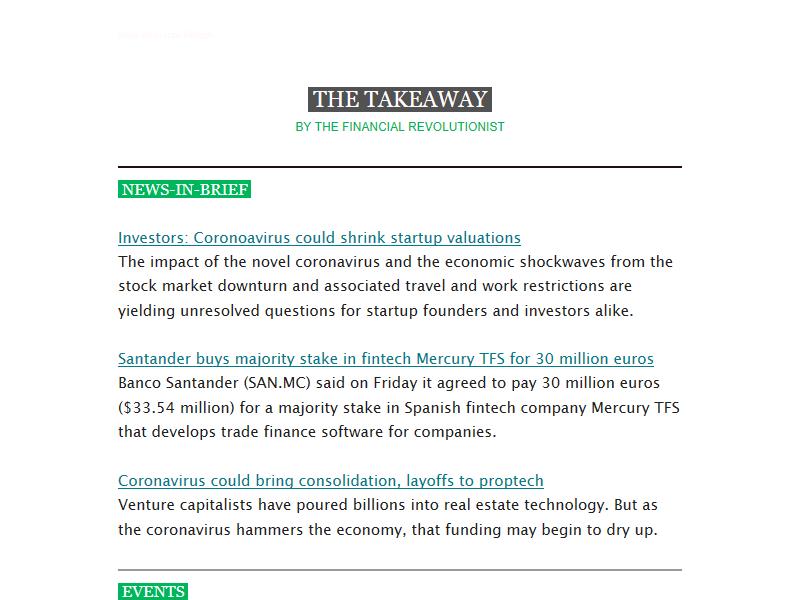 THE TAKEAWAY
BY THE FINANCIAL REVOLUTIONIST
NEWS-IN-BRIEF
Investors: Coronoavirus could shrink startup valuations
The impact of the novel coronavirus and the economic shockwaves from the
stock market downturn and associated travel and work restrictions are
yielding unresolved questions for startup founders and investors alike.
Santander buys majority stake in fintech Mercury TFS for 30 million euros
Banco Santander (SAN.MC) said on Friday it agreed to pay 30 million euros
($33.54 million) for a majority stake in Spanish fintech company Mercury TFS
that develops trade finance software for companies.
Coronavirus could bring consolidation, layoffs to proptech
Venture capitalists have poured billions into real estate technology. But as
the coronavirus hammers the economy, that funding may begin to dry up.
EVENTS